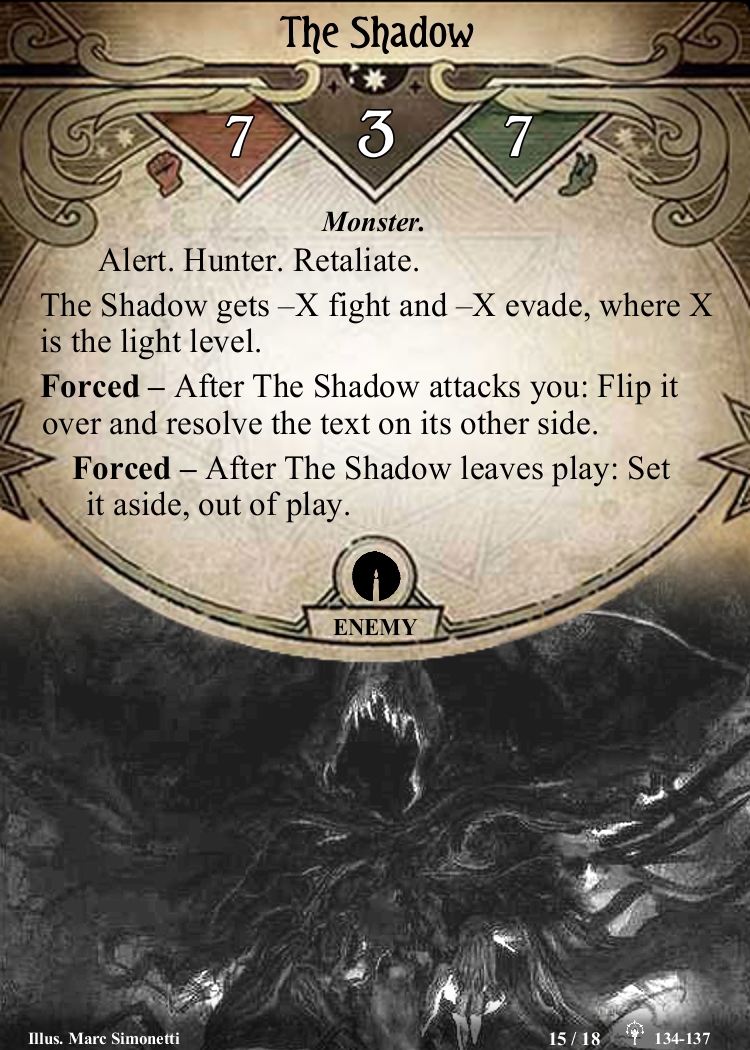 The Shadow
7 3 7
Monster.
Alert. Hunter. Retaliate.
The Shadow gets –X fight and –X evade, where X
is the light level.
Forced – After The Shadow attacks you: Flip it
over and resolve the text on its other side.
Forced – After The Shadow leaves play: Set
it aside, out of play.
ENEMY
Illus. Marc Simonetti 15 / 18 134-137